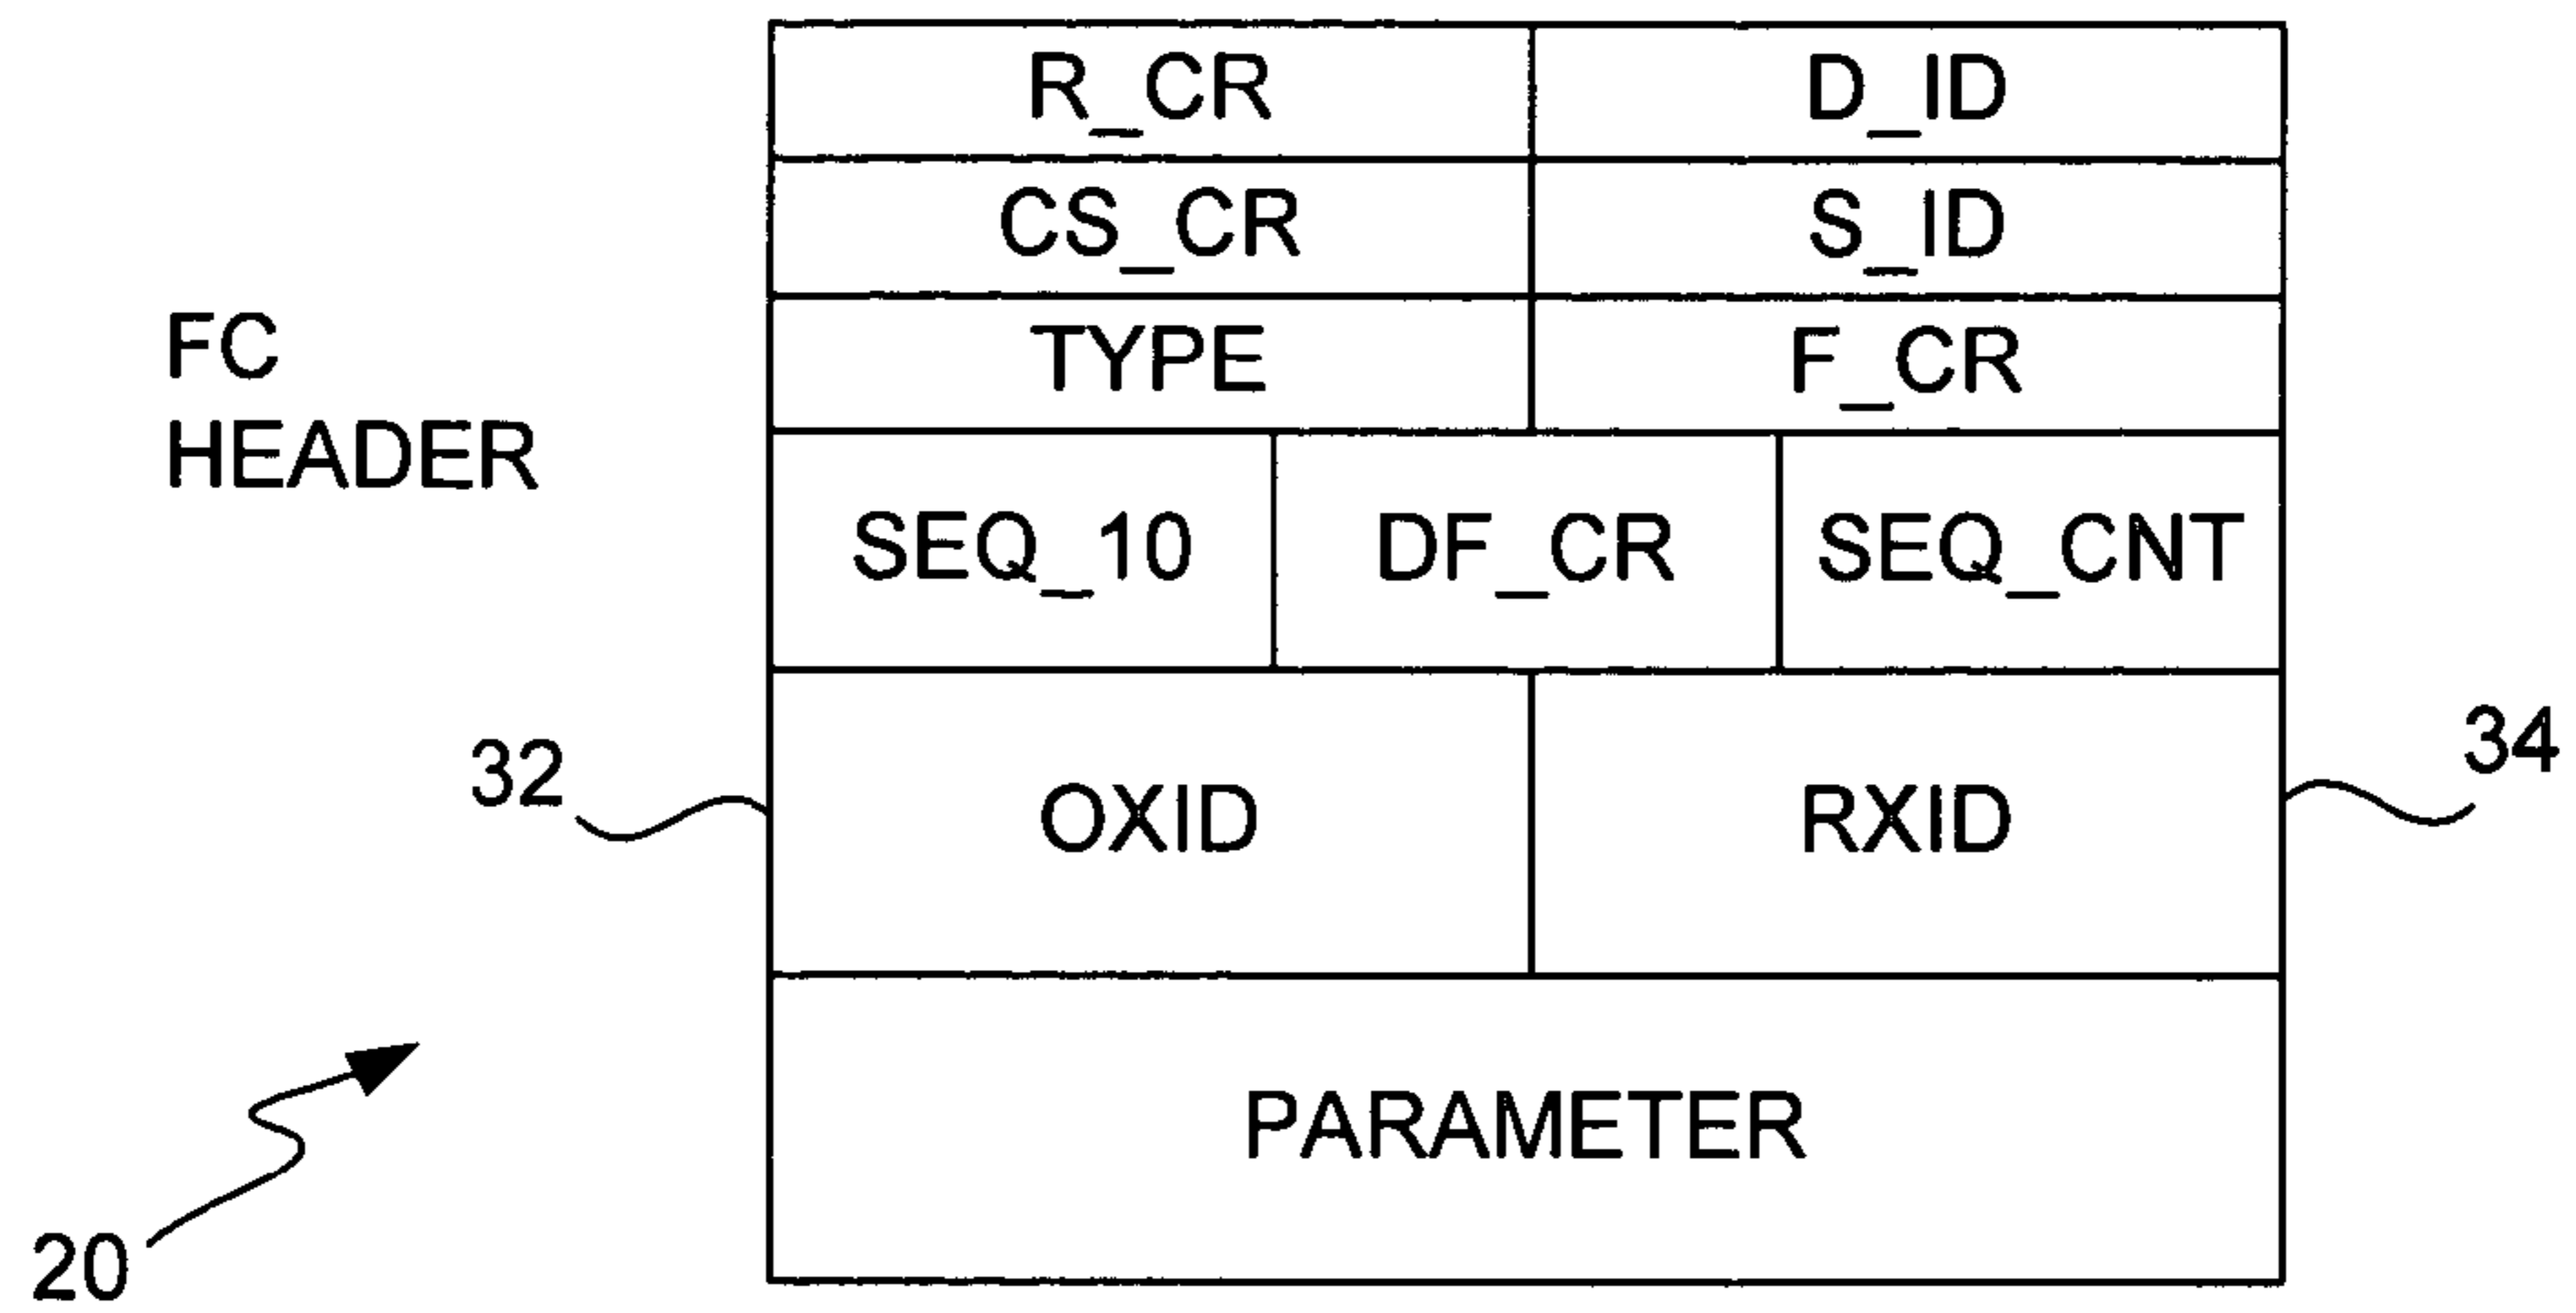 R_CR D_ID
CS_CR S_ID
FC
HEADER
TYPE F_CR
SEQ_10 DF_CR SEQ_CNT
32
OXID RXID
34
PARAMETER
20